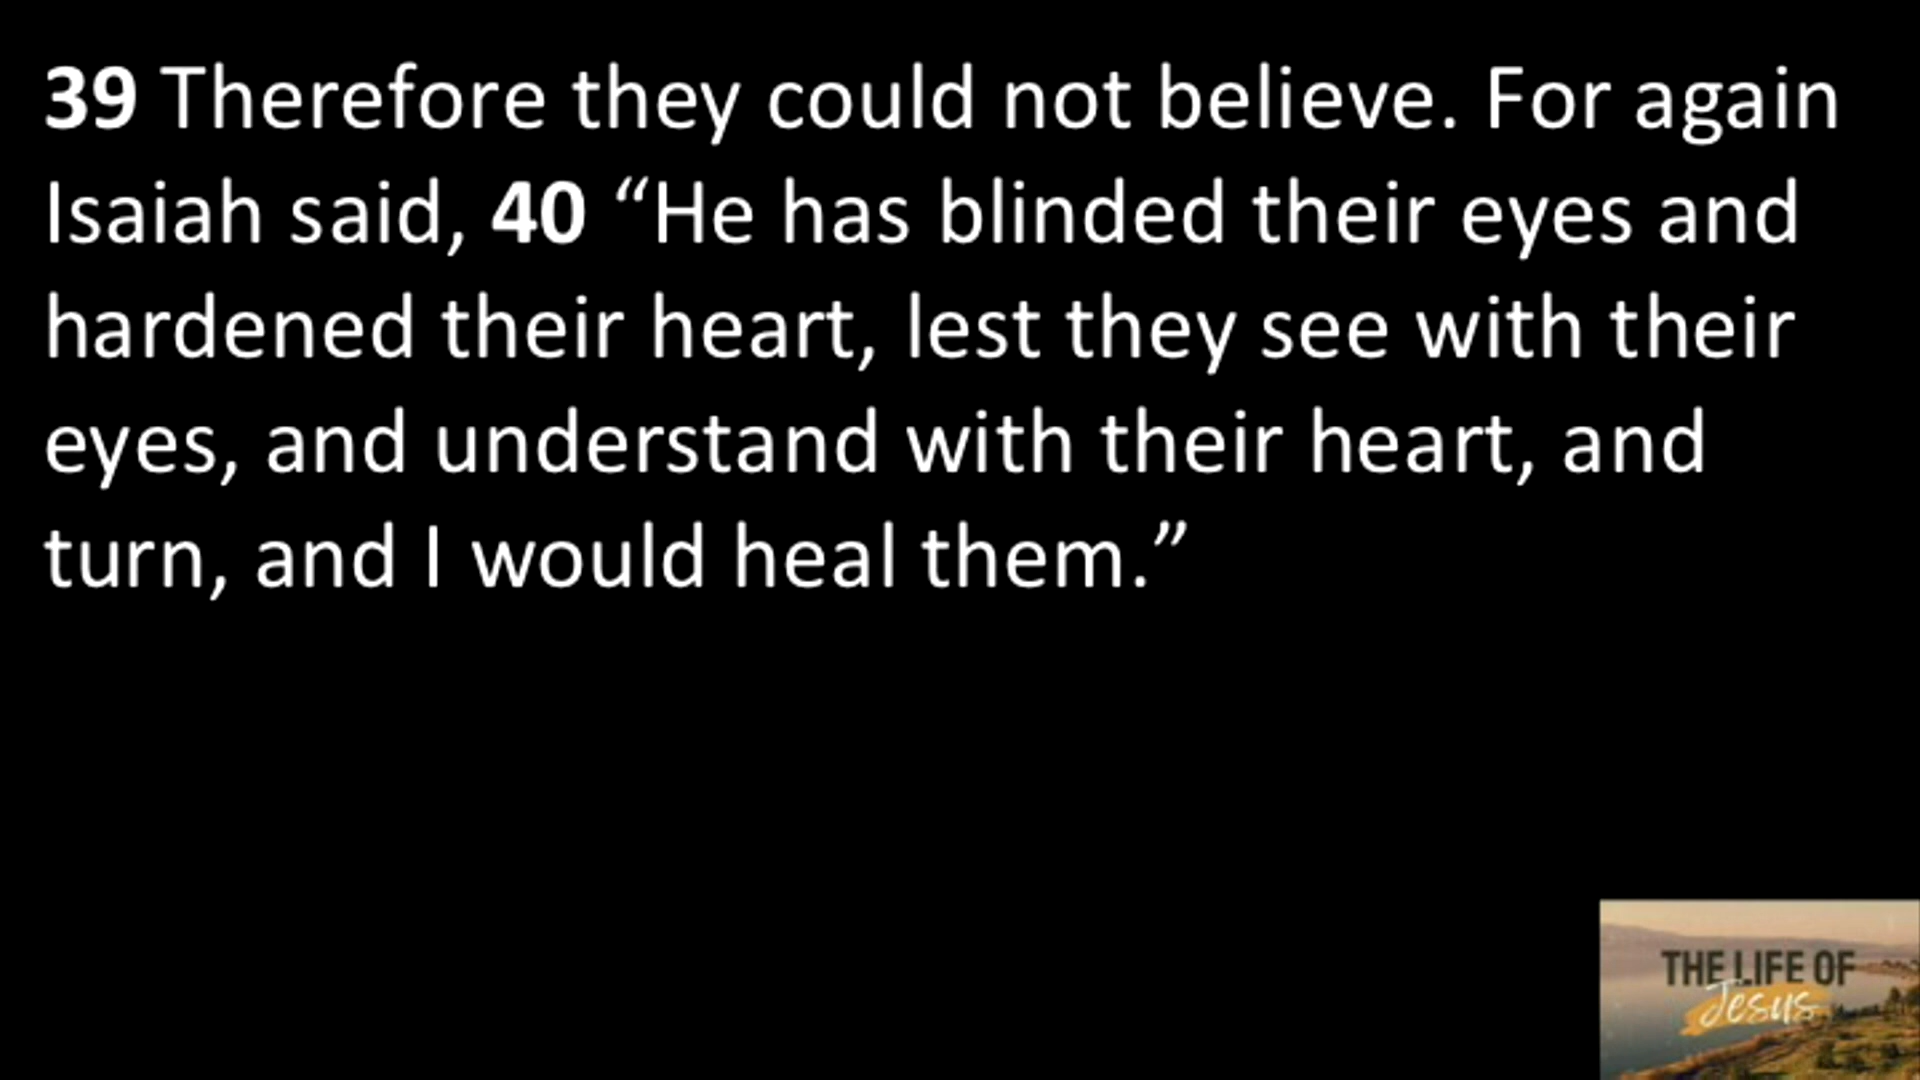 39 Therefore they could not believe. For again
Isaiah said, 40 “He has blinded their eyes and
hardened their heart, lest they see with their
eyes, and understand with their heart, and
turn, and I would heal them.”
THE LIFE OF
Jesus